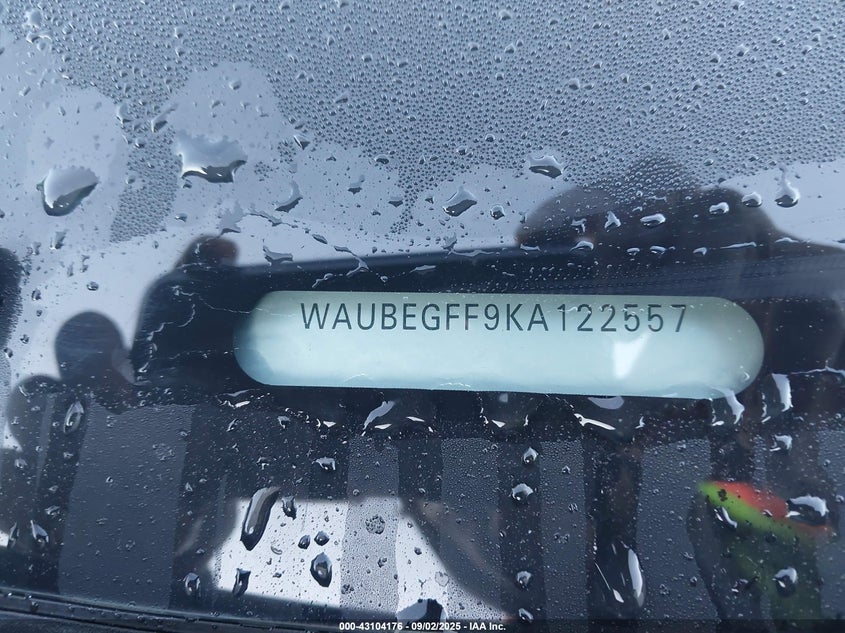 WAUBEGFF9KA122557
000-43104176 - 09/02/2025 - IAA Inc.